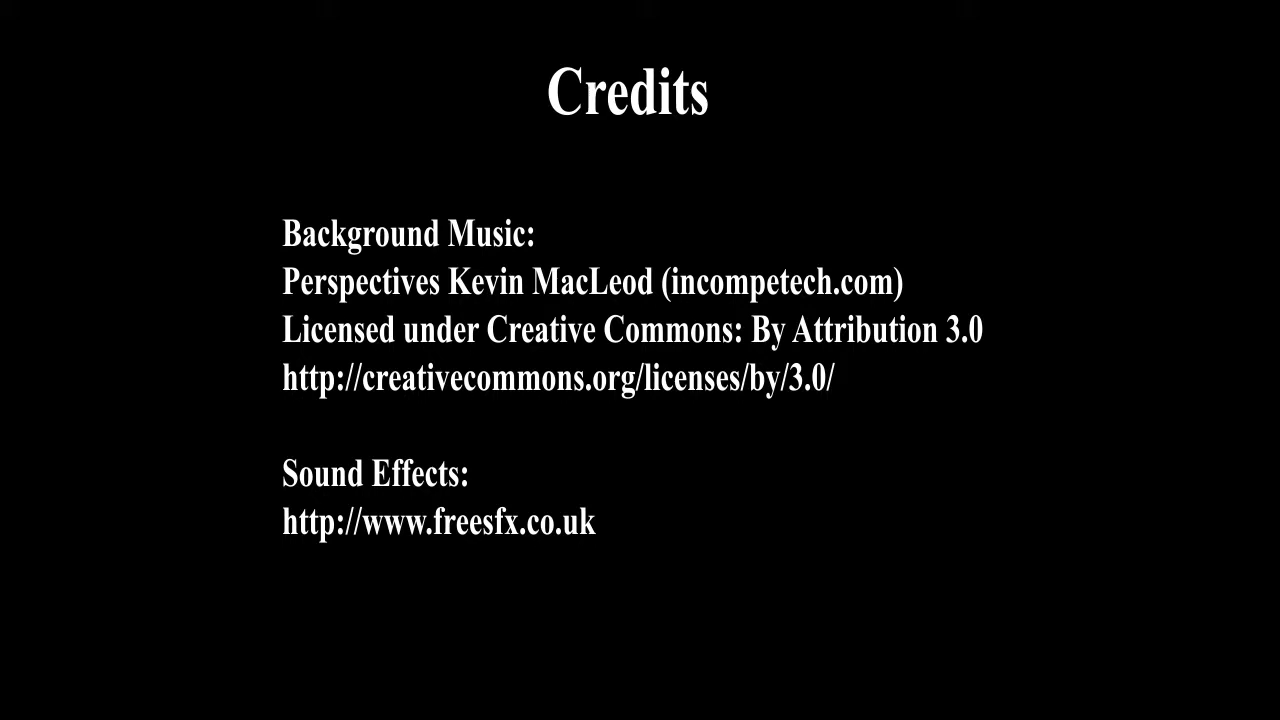 Credits
Background Music:
Perspectives Kevin MacLeod (incompetech.com)
Licensed under Creative Commons: By Attribution 3.0
http://creativecommons.org/licenses/by/3.0/
Sound Effects:
http://www.freesfx.co.uk